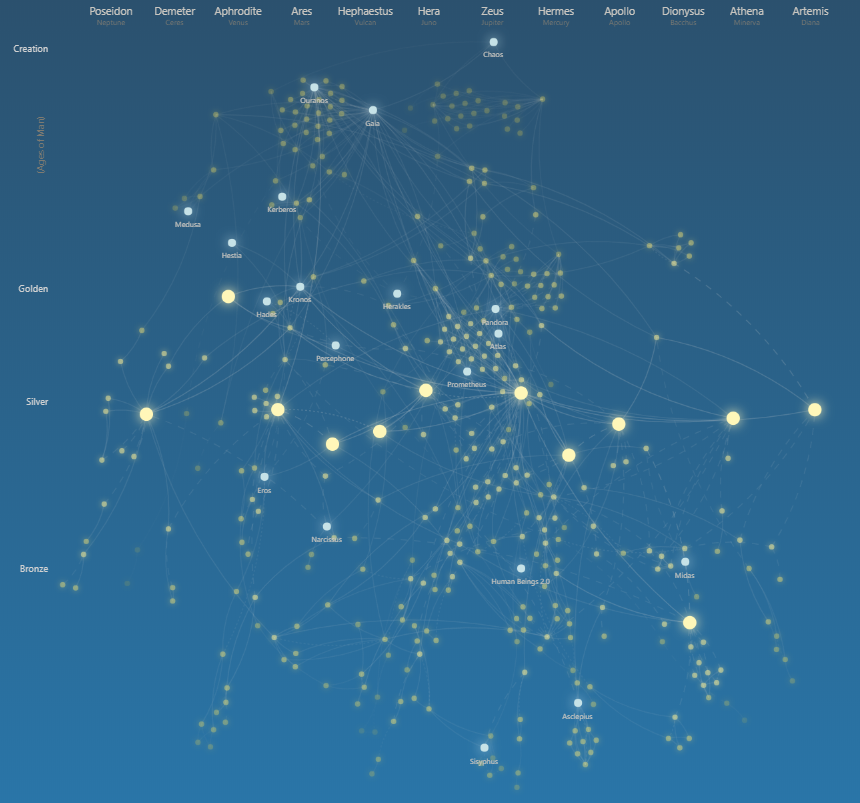 Poseidon Demeter Aphrodite Ares Hephaestus Hera Zeus Hermes Apollo Dionysus Athena Artemis
Neptune Ceres Venus Mars Vulcan Juno Jupiter Mercury Apollo Bacchus Minerva Diana
Creation
Chaos
Ouranos
Gaia
(Ages of Man)
Kerberos
Medusa
Hestia
Golden
Kronos
Herakles
Hades
Pandora
Atlas
Persephone
Prometheus
Silver
Eros
Narcissus
Bronze
Human Beings 2.0
Midas
Asclepius
Sisyphus